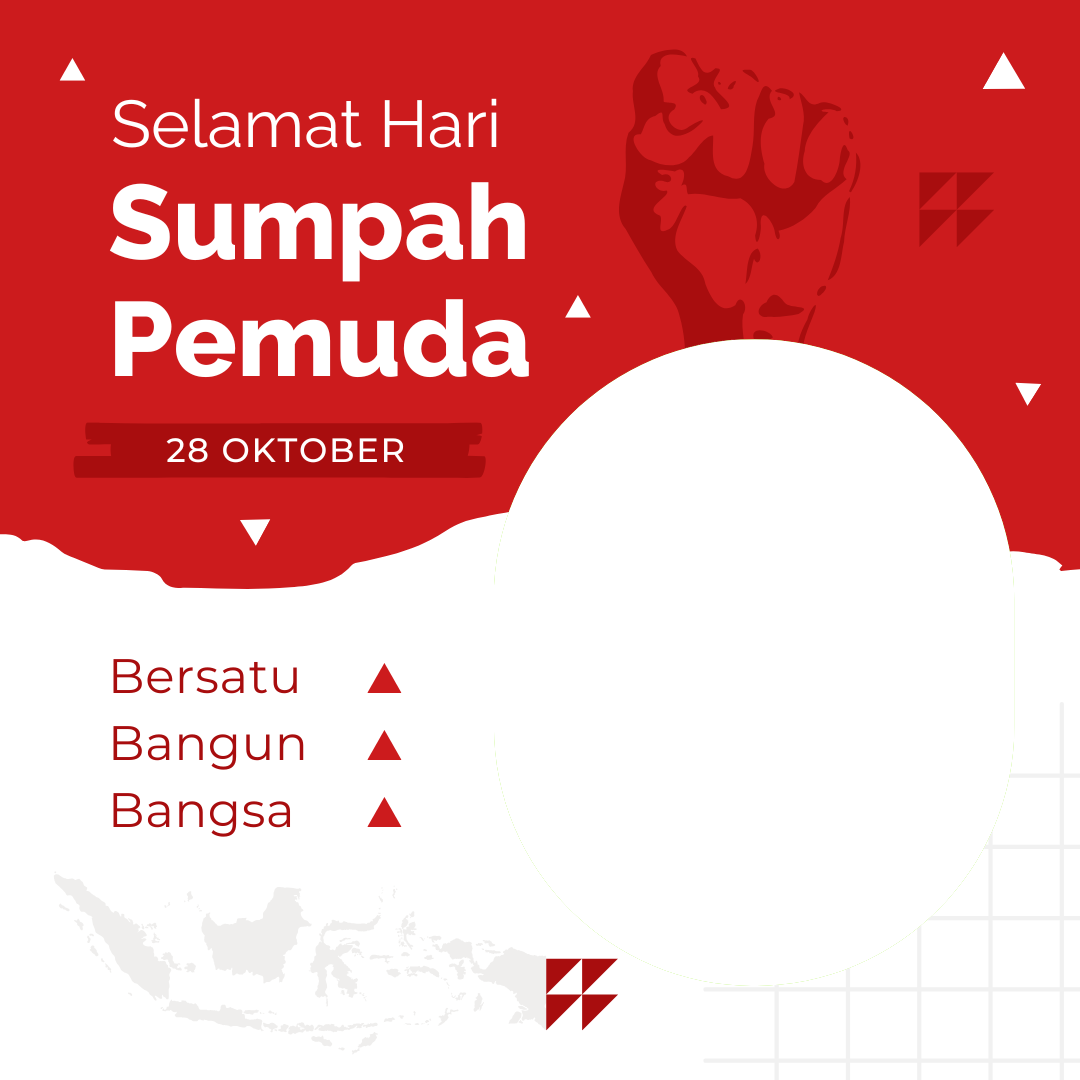 Selamat Hari
Sumpah
Pemuda
28 OKTOBER
Bersatu
Bangun
Bangsa